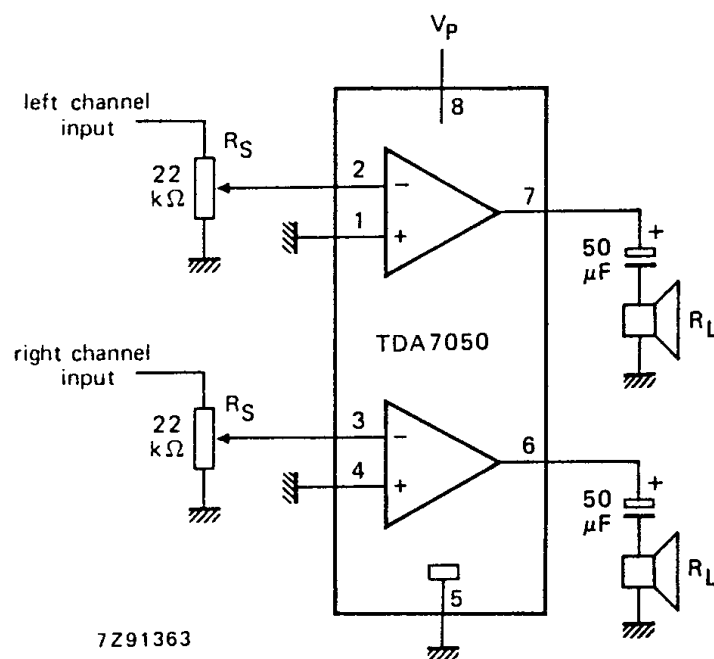 V_P
8
left channel
input
R_S
22
kΩ
2
−
1
+
7
+
50
μF
R_L
TDA7050
right channel
input
R_S
22
kΩ
3
−
4
+
6
+
50
μF
R_L
5
7Z91363